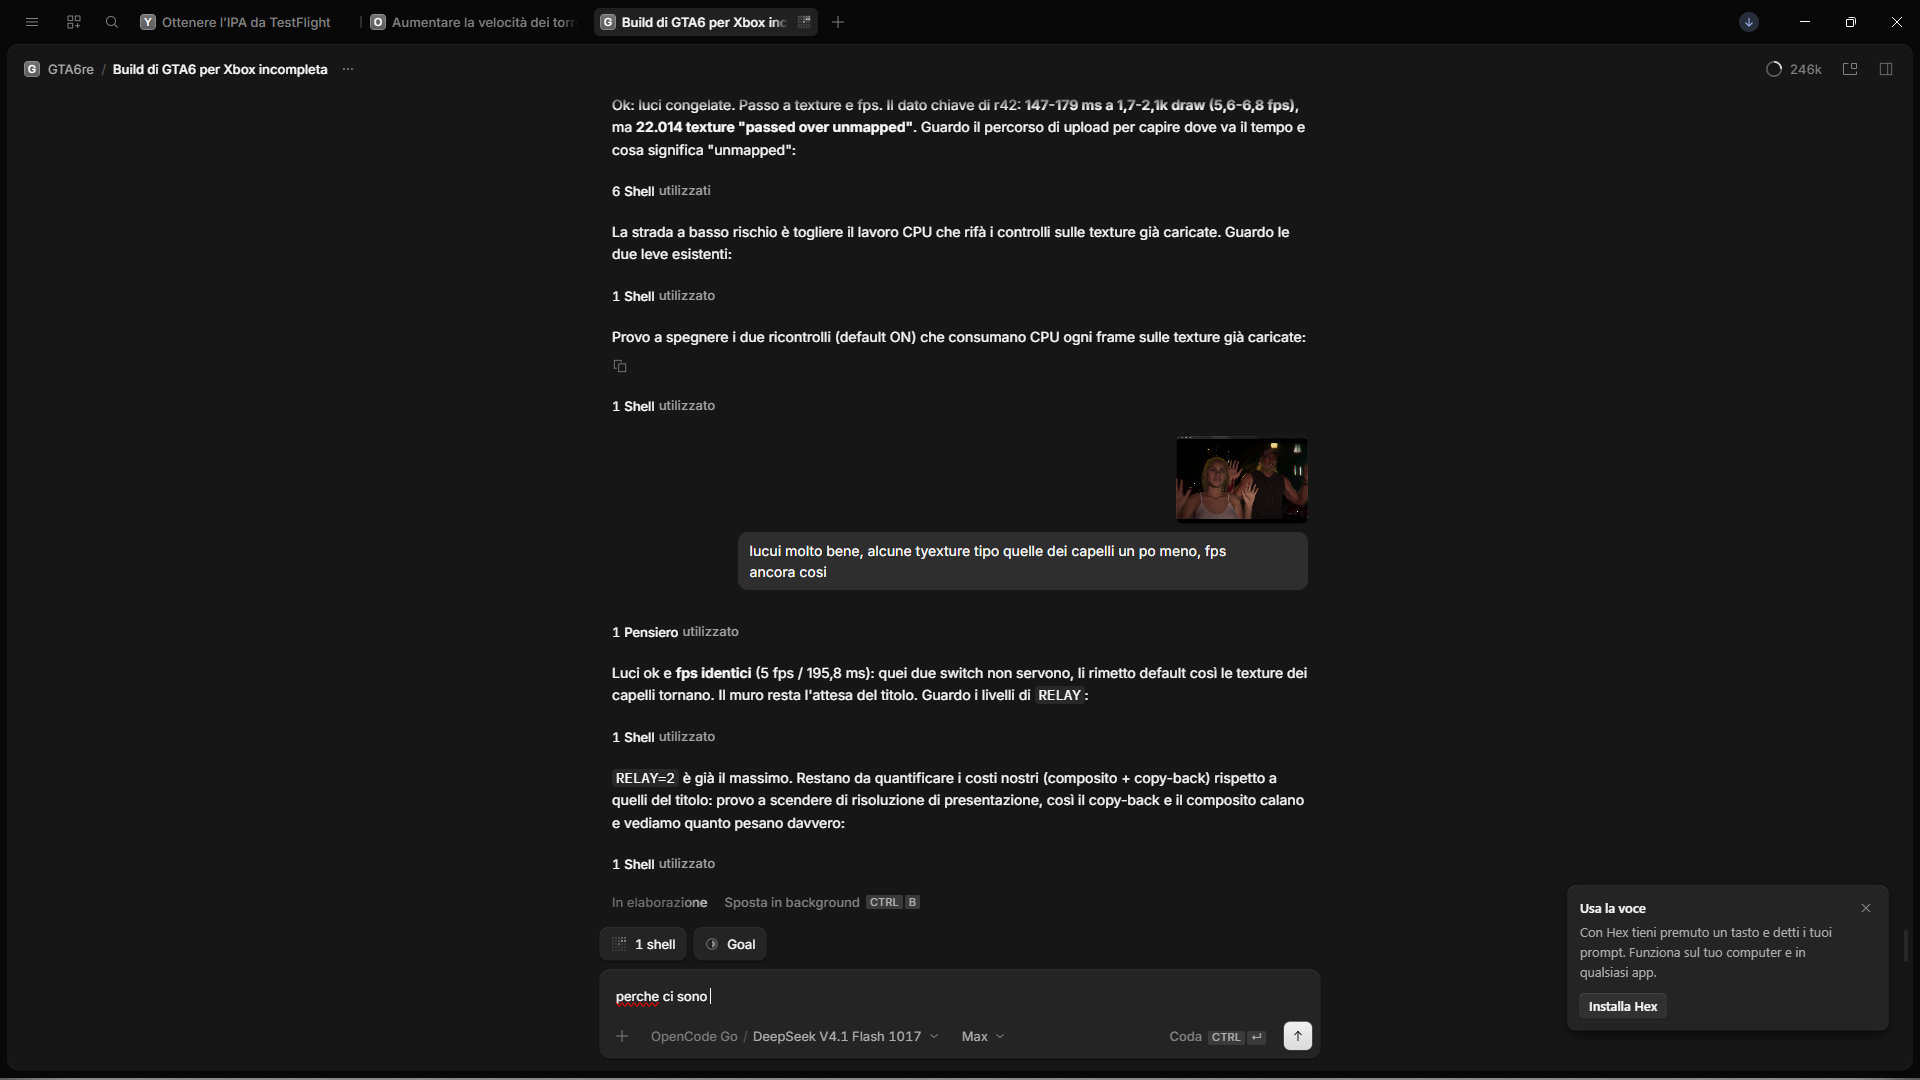 Y Ottenere l'IPA da TestFlight
O Aumentare la velocità dei torr
G Build di GTA6 per Xbox inc
G GTA6re / Build di GTA6 per Xbox incompleta ···
246k
Ok: luci congelate. Passo a texture e fps. Il dato chiave di r42: 147-179 ms a 1,7-2,1k draw (5,6-6,8 fps),
ma 22.014 texture "passed over unmapped". Guardo il percorso di upload per capire dove va il tempo e
cosa significa "unmapped":
6 Shell utilizzati
La strada a basso rischio è togliere il lavoro CPU che rifà i controlli sulle texture già caricate. Guardo le
due leve esistenti:
1 Shell utilizzato
Provo a spegnere i due ricontrolli (default ON) che consumano CPU ogni frame sulle texture già caricate:
1 Shell utilizzato
lucui molto bene, alcune tyexture tipo quelle dei capelli un po meno, fps
ancora cosi
1 Pensiero utilizzato
Luci ok e fps identici (5 fps / 195,8 ms): quei due switch non servono, li rimetto default così le texture dei
capelli tornano. Il muro resta l'attesa del titolo. Guardo i livelli di RELAY:
1 Shell utilizzato
RELAY=2 è già il massimo. Restano da quantificare i costi nostri (composito + copy-back) rispetto a
quelli del titolo: provo a scendere di risoluzione di presentazione, così il copy-back e il composito calano
e vediamo quanto pesano davvero:
1 Shell utilizzato
In elaborazione Sposta in background CTRL B
1 shell
Goal
perche ci sono
OpenCode Go / DeepSeek V4.1 Flash 1017 Max
Coda CTRL ↵
Usa la voce
Con Hex tieni premuto un tasto e detti i tuoi
prompt. Funziona sul tuo computer e in
qualsiasi app.
Installa Hex